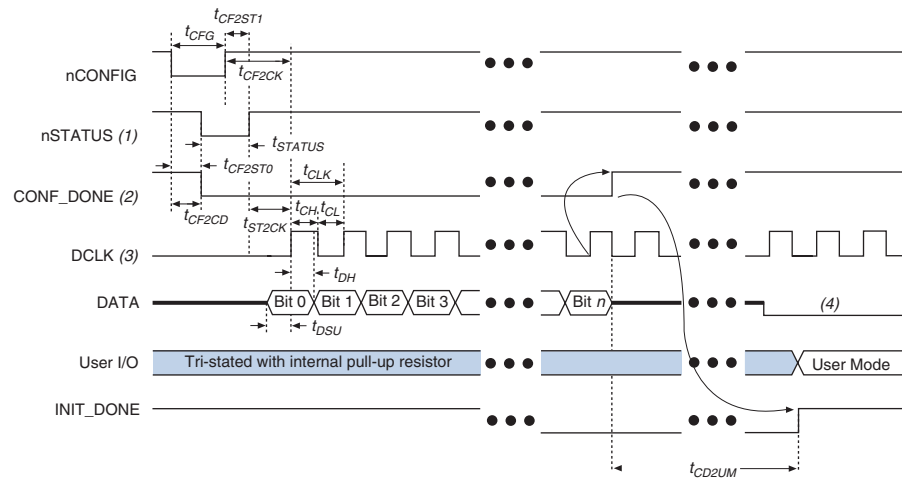 tCF2ST1
tCFG
nCONFIG
tCF2CK
nSTATUS (1)
tSTATUS
tCF2ST0
tCLK
CONF_DONE (2)
tCF2CD
tST2CK
tCH
tCL
DCLK (3)
tDH
DATA
Bit 0
Bit 1
Bit 2
Bit 3
Bit n
(4)
tDSU
User I/O
Tri-stated with internal pull-up resistor
User Mode
INIT_DONE
tCD2UM